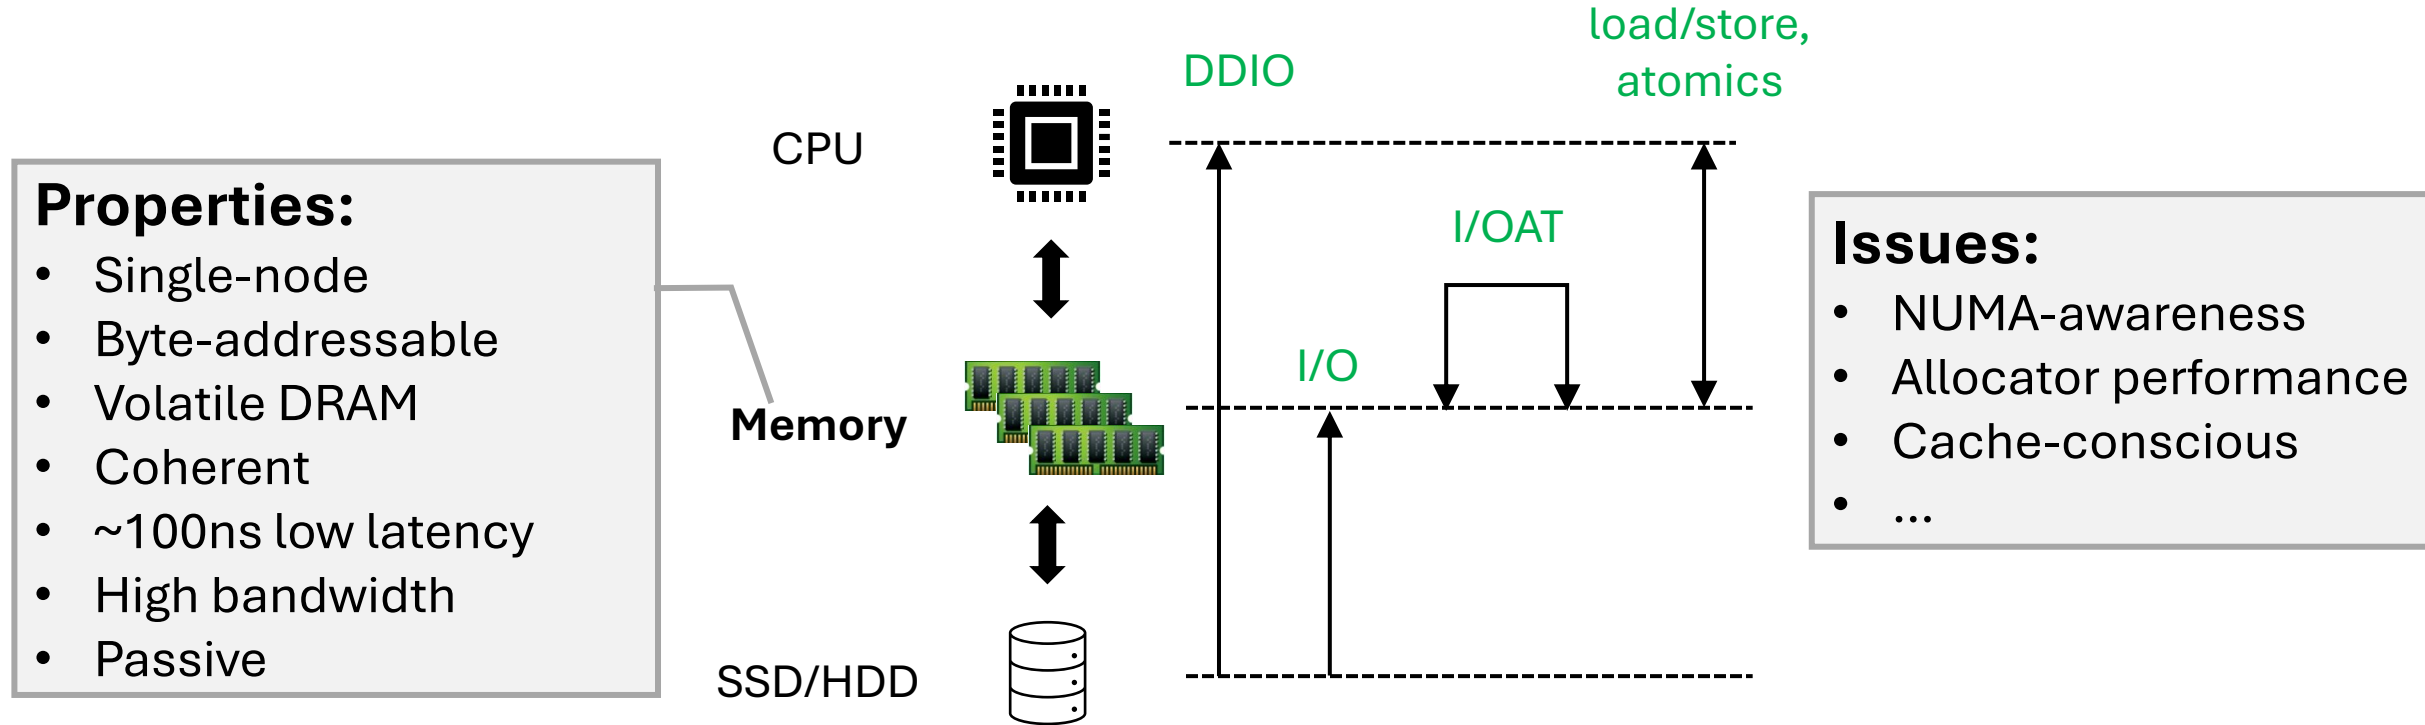 Properties:
• Single-node
• Byte-addressable
• Volatile DRAM
• Coherent
• ~100ns low latency
• High bandwidth
• Passive
CPU
Memory
SSD/HDD
DDIO
I/O
I/OAT
load/store,
atomics
Issues:
• NUMA-awareness
• Allocator performance
• Cache-conscious
• ...